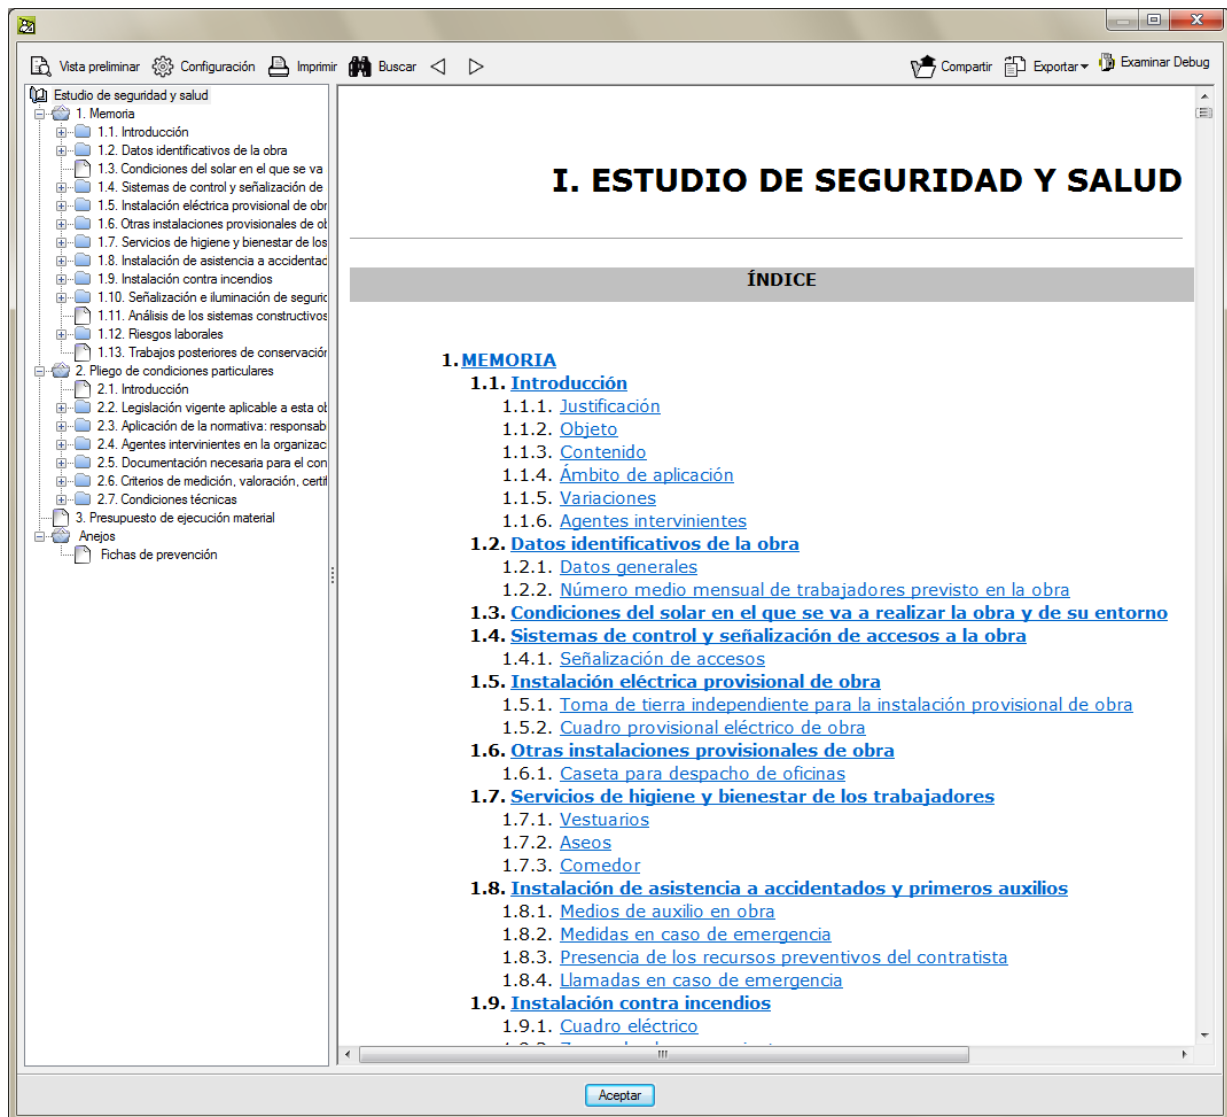 Vista preliminar Configuración Imprimir Buscar Compartir Exportar Examinar Debug
Estudio de seguridad y salud
1. Memoria
1.1. Introducción
1.2. Datos identificativos de la obra
1.3. Condiciones del solar en el que se va
1.4. Sistemas de control y señalización de
1.5. Instalación eléctrica provisional de obr
1.6. Otras instalaciones provisionales de ob
1.7. Servicios de higiene y bienestar de los
1.8. Instalación de asistencia a accidentad
1.9. Instalación contra incendios
1.10. Señalización e iluminación de seguric
1.11. Análisis de los sistemas constructivos
1.12. Riesgos laborales
1.13. Trabajos posteriores de conservación
2. Pliego de condiciones particulares
2.1. Introducción
2.2. Legislación vigente aplicable a esta ob
2.3. Aplicación de la normativa: responsab
2.4. Agentes intervinientes en la organizac
2.5. Documentación necesaria para el con
2.6. Criterios de medición, valoración, certif
2.7. Condiciones técnicas
3. Presupuesto de ejecución material
Anejos
Fichas de prevención
I. ESTUDIO DE SEGURIDAD Y SALUD
ÍNDICE
1. MEMORIA
1.1. Introducción
1.1.1. Justificación
1.1.2. Objeto
1.1.3. Contenido
1.1.4. Ámbito de aplicación
1.1.5. Variaciones
1.1.6. Agentes intervinientes
1.2. Datos identificativos de la obra
1.2.1. Datos generales
1.2.2. Número medio mensual de trabajadores previsto en la obra
1.3. Condiciones del solar en el que se va a realizar la obra y de su entorno
1.4. Sistemas de control y señalización de accesos a la obra
1.4.1. Señalización de accesos
1.5. Instalación eléctrica provisional de obra
1.5.1. Toma de tierra independiente para la instalación provisional de obra
1.5.2. Cuadro provisional eléctrico de obra
1.6. Otras instalaciones provisionales de obra
1.6.1. Caseta para despacho de oficinas
1.7. Servicios de higiene y bienestar de los trabajadores
1.7.1. Vestuarios
1.7.2. Aseos
1.7.3. Comedor
1.8. Instalación de asistencia a accidentados y primeros auxilios
1.8.1. Medios de auxilio en obra
1.8.2. Medidas en caso de emergencia
1.8.3. Presencia de los recursos preventivos del contratista
1.8.4. Llamadas en caso de emergencia
1.9. Instalación contra incendios
1.9.1. Cuadro eléctrico
Aceptar